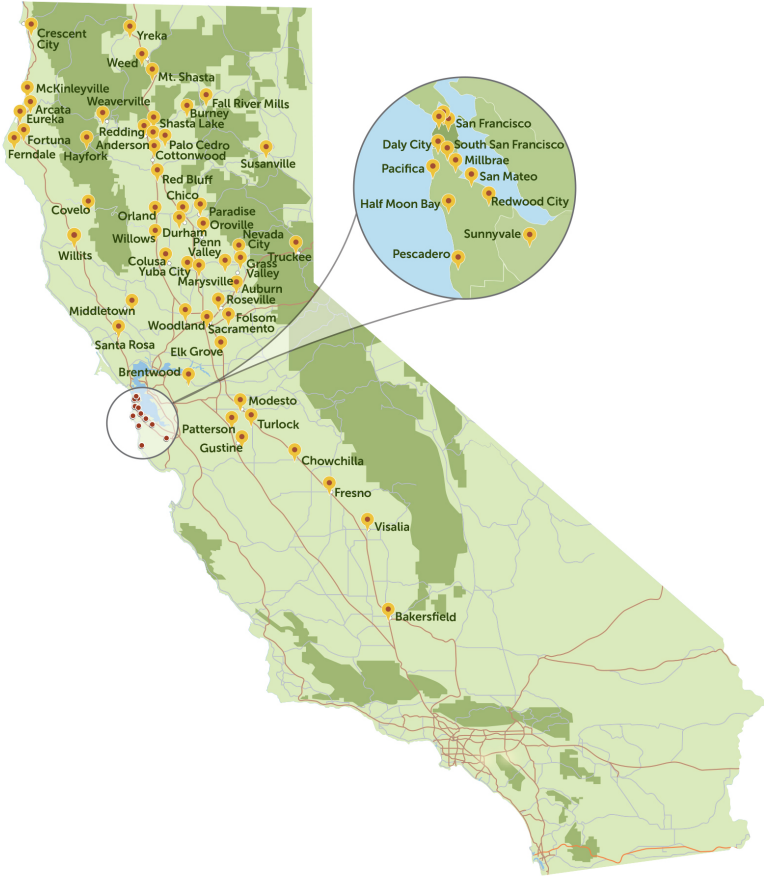 Crescent
City
Yreka
Weed
Mt. Shasta
McKinleyville
Arcata
Eureka
Fortuna
Ferndale
Weaverville
Hayfork
Fall River Mills
Burney
Shasta Lake
Redding
Anderson
Palo Cedro
Cottonwood
Susanville
Red Bluff
Chico
Covelo
Orland
Paradise
Oroville
Durham
Willows
Willits
Nevada
City
Penn
Valley
Truckee
Grass
Valley
Colusa
Yuba City
Marysville
Auburn
Roseville
Middletown
Woodland
Folsom
Sacramento
Santa Rosa
Elk Grove
Brentwood
San Francisco
Daly City
South San Francisco
Millbrae
Pacifica
San Mateo
Redwood City
Half Moon Bay
Sunnyvale
Pescadero
Modesto
Turlock
Patterson
Gustine
Chowchilla
Fresno
Visalia
Bakersfield